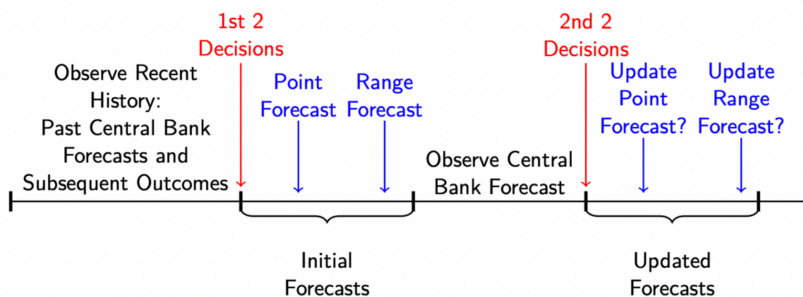 1st 2
Decisions
2nd 2
Decisions
Observe Recent
History:
Past Central Bank
Forecasts and
Subsequent Outcomes
Point
Forecast
Range
Forecast
Observe Central
Bank Forecast
Update
Point
Forecast?
Update
Range
Forecast?
Initial
Forecasts
Updated
Forecasts